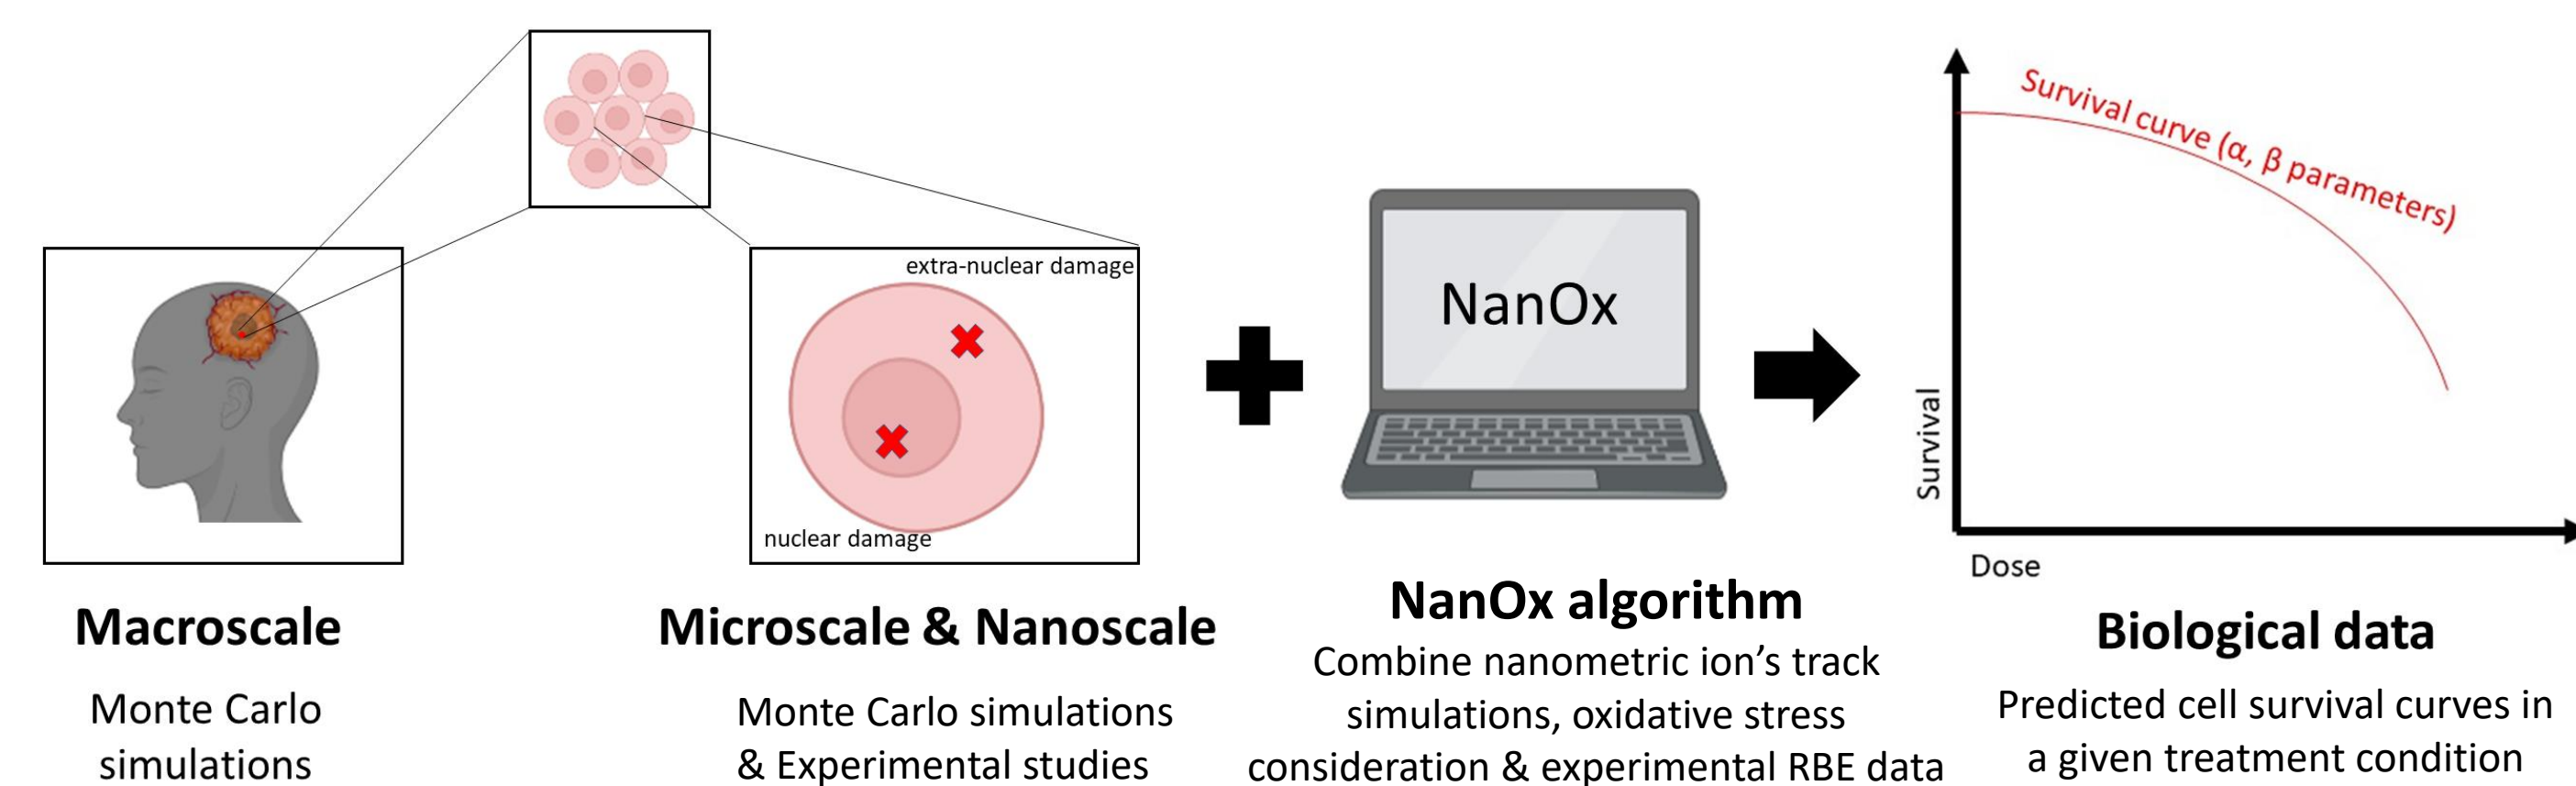 extra-nuclear damage
nuclear damage
NanOx
Survival curve (α, β parameters)
Survival
Dose
Macroscale
Monte Carlo
simulations
Microscale & Nanoscale
Monte Carlo simulations
& Experimental studies
NanOx algorithm
Combine nanometric ion’s track
simulations, oxidative stress
consideration & experimental RBE data
Biological data
Predicted cell survival curves in
a given treatment condition